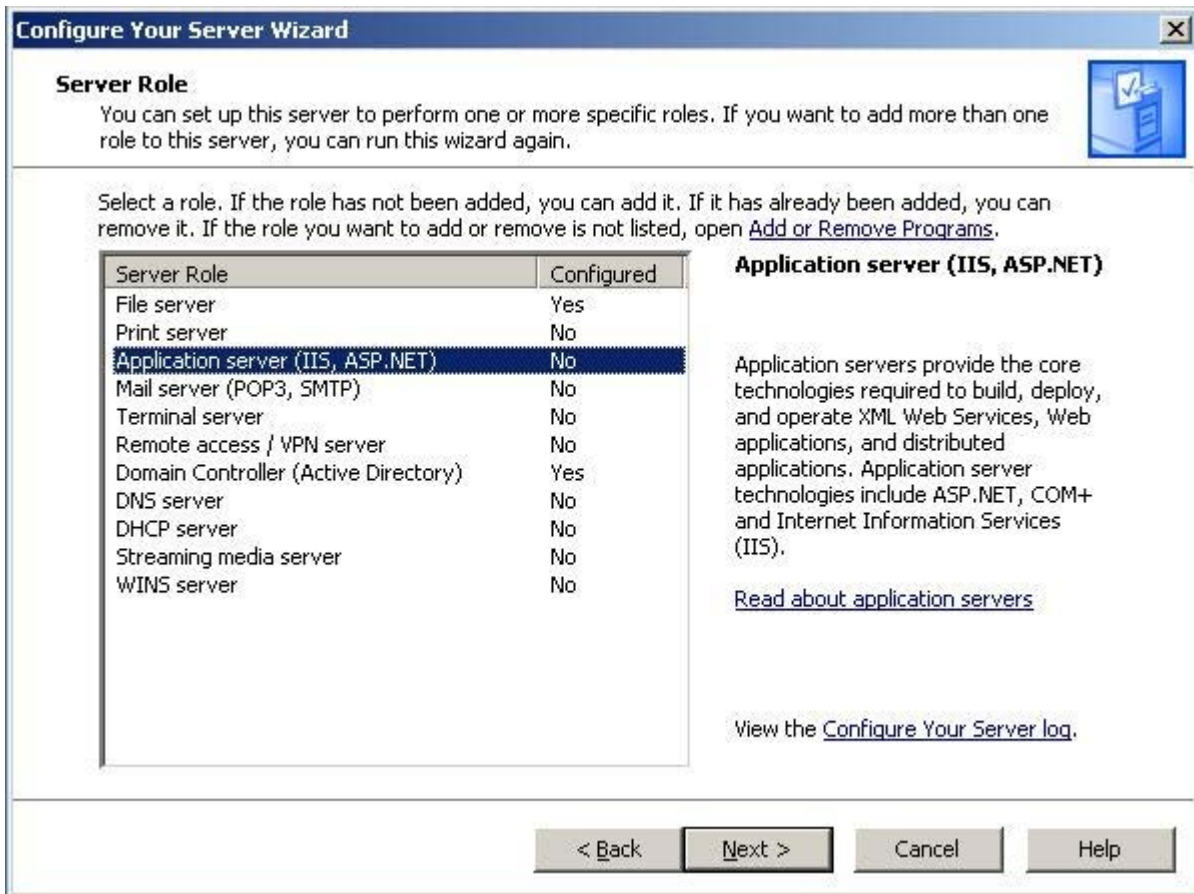 Configure Your Server Wizard
Server Role
You can set up this server to perform one or more specific roles. If you want to add more than one
role to this server, you can run this wizard again.
Select a role. If the role has not been added, you can add it. If it has already been added, you can
remove it. If the role you want to add or remove is not listed, open Add or Remove Programs.
Server Role Configured
File server Yes
Print server No
Application server (IIS, ASP.NET) No
Mail server (POP3, SMTP) No
Terminal server No
Remote access / VPN server No
Domain Controller (Active Directory) Yes
DNS server No
DHCP server No
Streaming media server No
WINS server No
Application server (IIS, ASP.NET)
Application servers provide the core
technologies required to build, deploy,
and operate XML Web Services, Web
applications, and distributed
applications. Application server
technologies include ASP.NET, COM+
and Internet Information Services
(IIS).
Read about application servers
View the Configure Your Server log.
< Back Next > Cancel Help